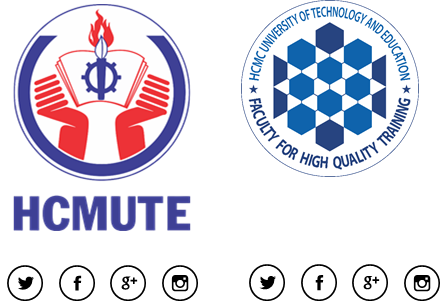 HCMUTE
HCMC UNIVERSITY OF TECHNOLOGY AND EDUCATION
★ FACULTY FOR HIGH QUALITY TRAINING ★
f g+
f g+